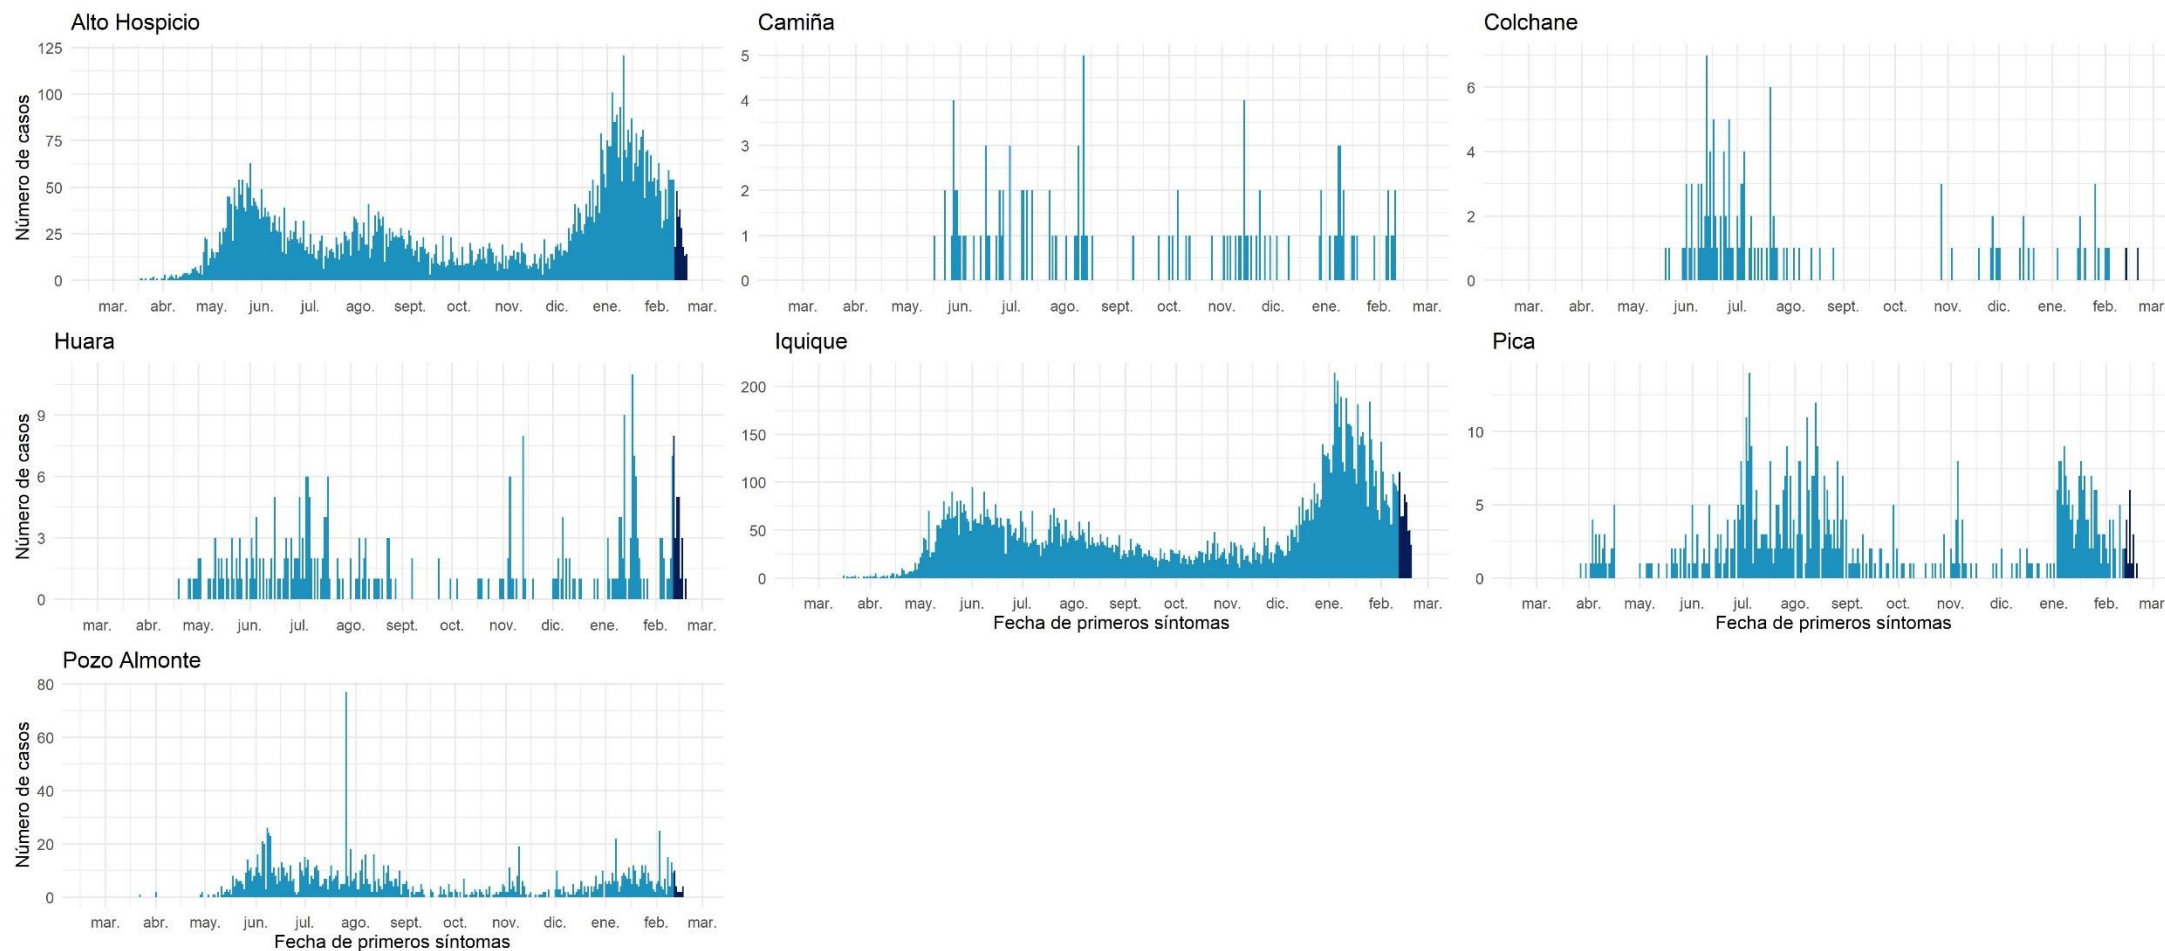 Alto Hospicio
Número de casos
125
100
75
50
25
0
mar. abr. may. jun. jul. ago. sept. oct. nov. dic. ene. feb. mar.
Camiña
5
4
3
2
1
0
mar. abr. may. jun. jul. ago. sept. oct. nov. dic. ene. feb. mar.
Colchane
6
4
2
0
mar. abr. may. jun. jul. ago. sept. oct. nov. dic. ene. feb. mar.
Huara
Número de casos
9
6
3
0
mar. abr. may. jun. jul. ago. sept. oct. nov. dic. ene. feb. mar.
Iquique
200
150
100
50
0
mar. abr. may. jun. jul. ago. sept. oct. nov. dic. ene. feb. mar.
Fecha de primeros síntomas
Pica
10
5
0
mar. abr. may. jun. jul. ago. sept. oct. nov. dic. ene. feb. mar.
Fecha de primeros síntomas
Pozo Almonte
Número de casos
80
60
40
20
0
mar. abr. may. jun. jul. ago. sept. oct. nov. dic. ene. feb. mar.
Fecha de primeros síntomas